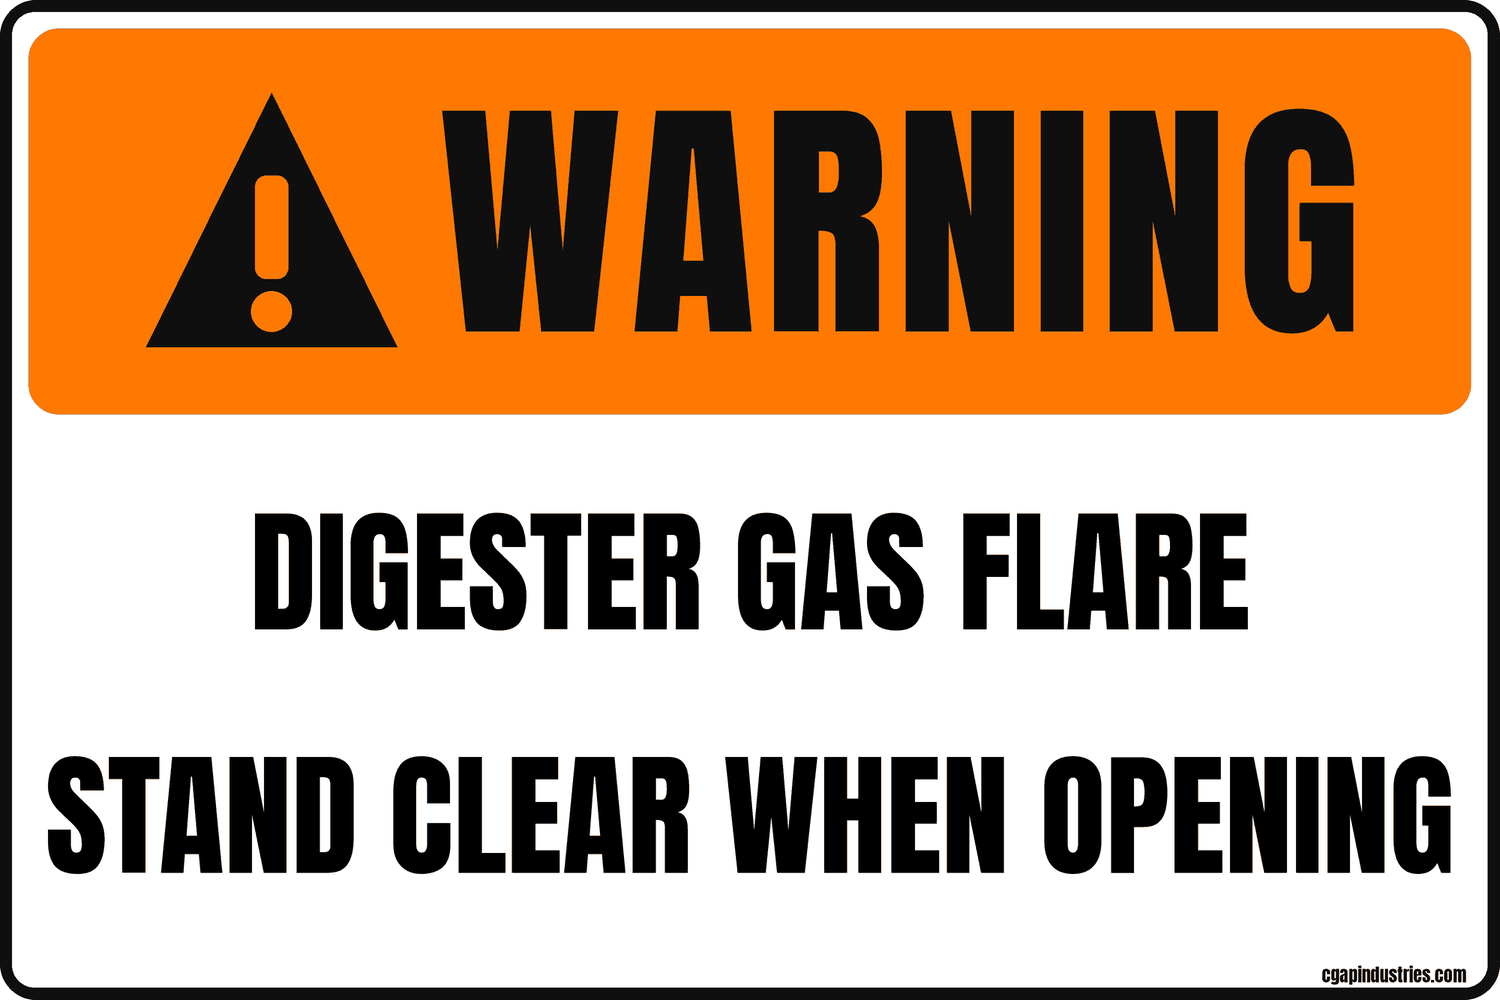 WARNING
DIGESTER GAS FLARE
STAND CLEAR WHEN OPENING
cgapindustries.com